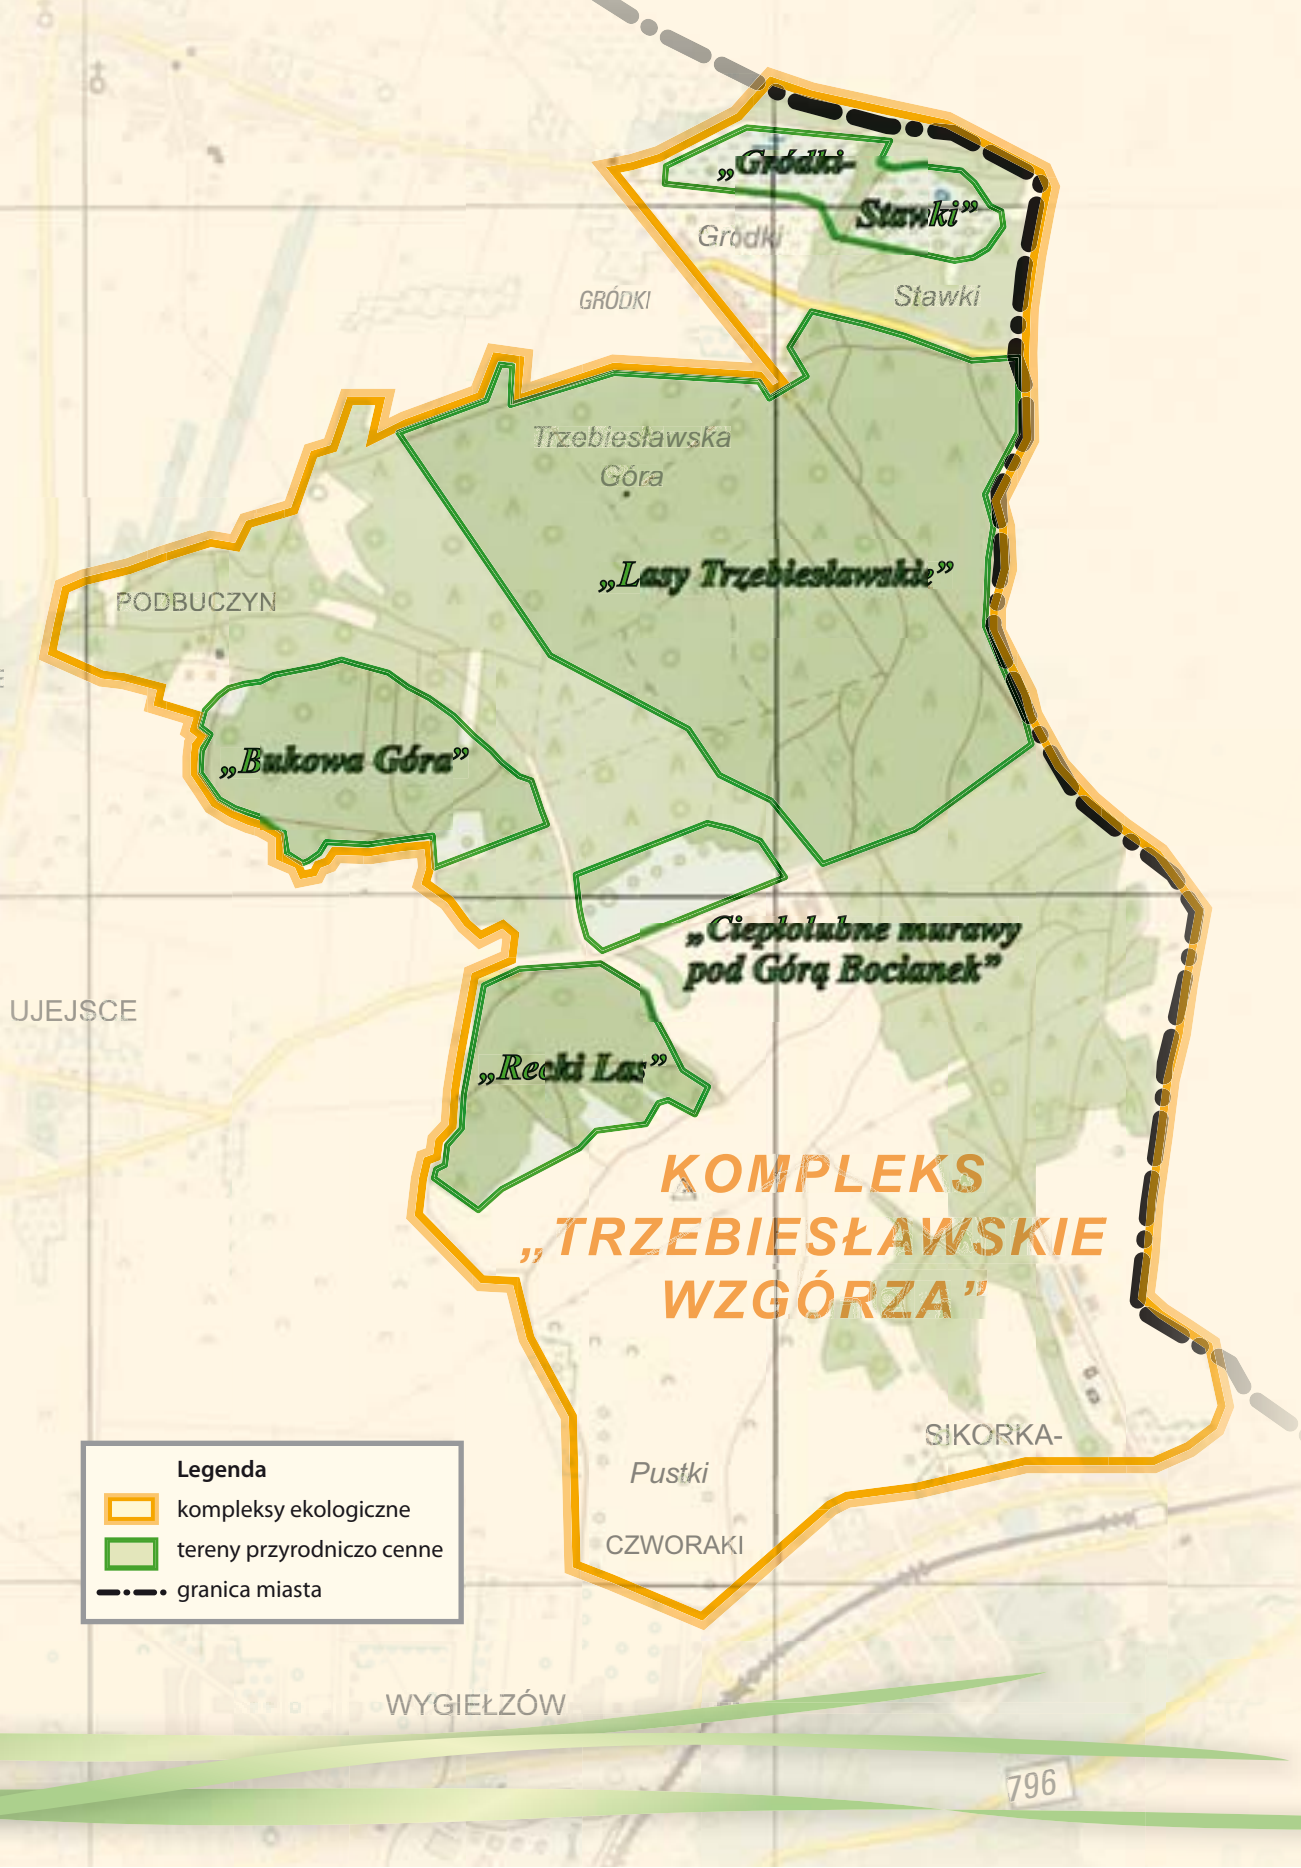 „Gródki-
Stawki”
Gródki
GRÓDKI
Stawki
Trzebiesławska
Góra
„Lasy Trzebiesławskie”
PODBUCZYN
„Bukowa Góra”
„Ciepłolubne murawy
pod Górą Bocianek”
UJEJSCE
„Recki Las”
KOMPLEKS
„TRZEBIESŁAWSKIE
WZGÓRZA”
SIKORKA-
Pustki
CZWORAKI
Legenda
kompleksy ekologiczne
tereny przyrodniczo cenne
granica miasta
WYGIEŁZÓW
796